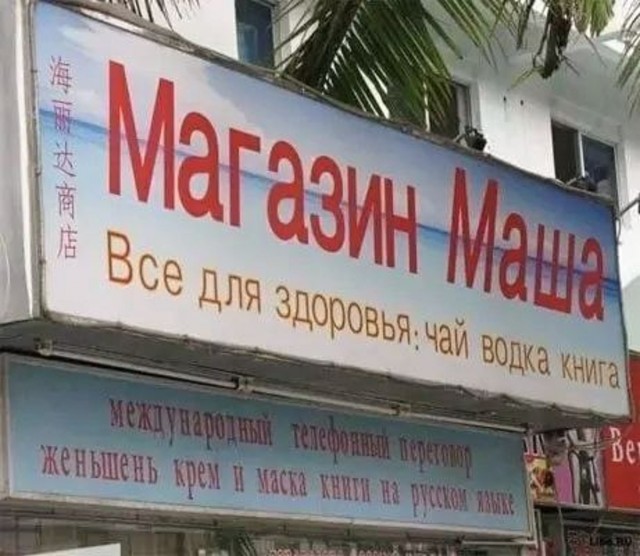 海丽达商店
Магазин Маша
Все для здоровья: чай водка книга
международный телефонный переговор
женьшень крем и маска книги на русском языке
Ве